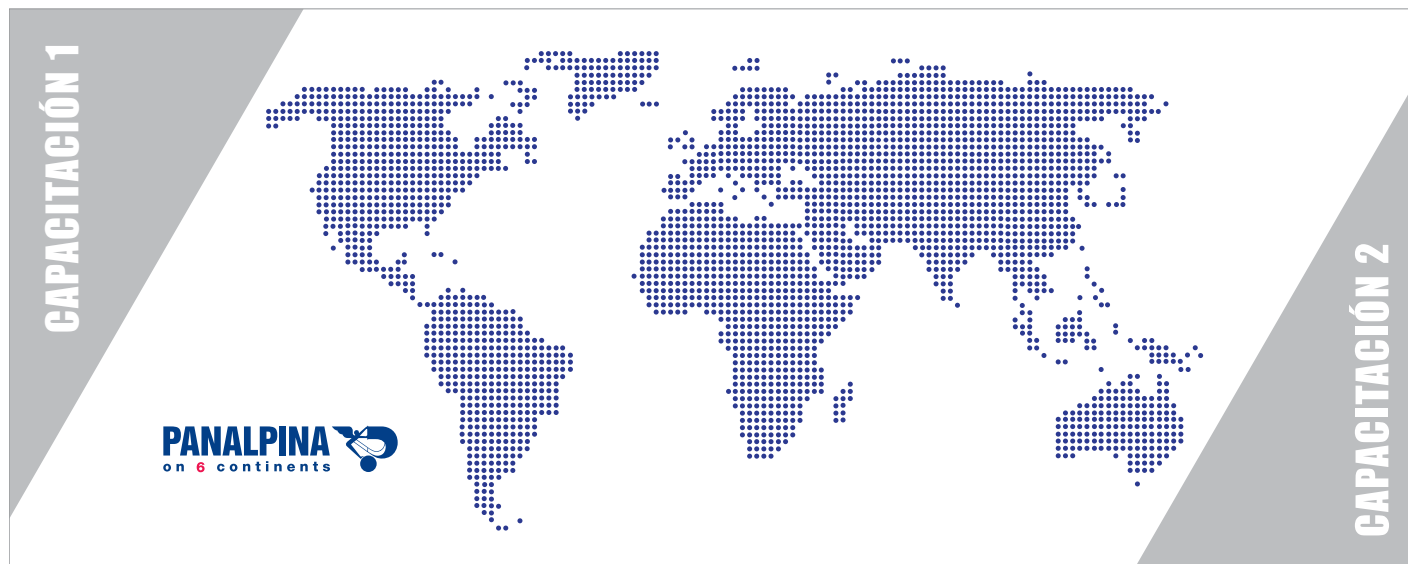 CAPACITACIÓN 1
PANALPINA
on 6 continents
CAPACITACIÓN 2